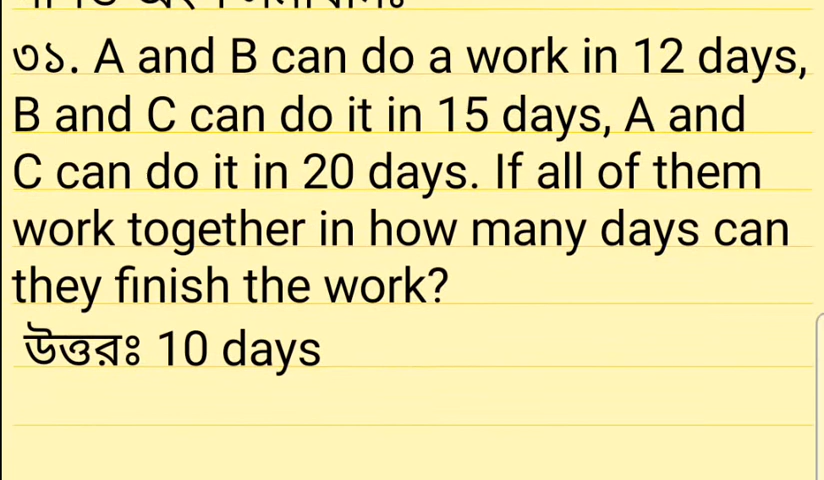 ৩১. A and B can do a work in 12 days,
B and C can do it in 15 days, A and
C can do it in 20 days. If all of them
work together in how many days can
they finish the work?
উত্তরঃ 10 days